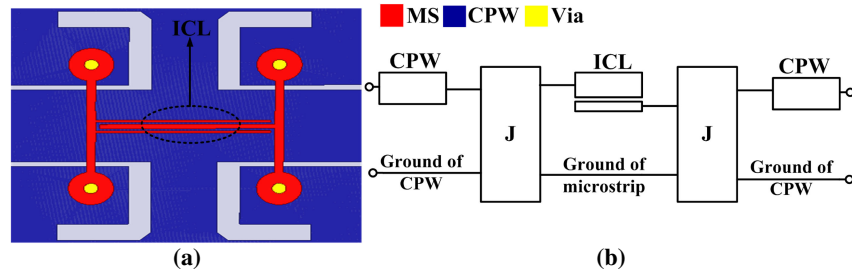 MS CPW Via
ICL
CPW
ICL
CPW
J
J
Ground of
CPW
Ground of
microstrip
Ground of
CPW
(a)
(b)